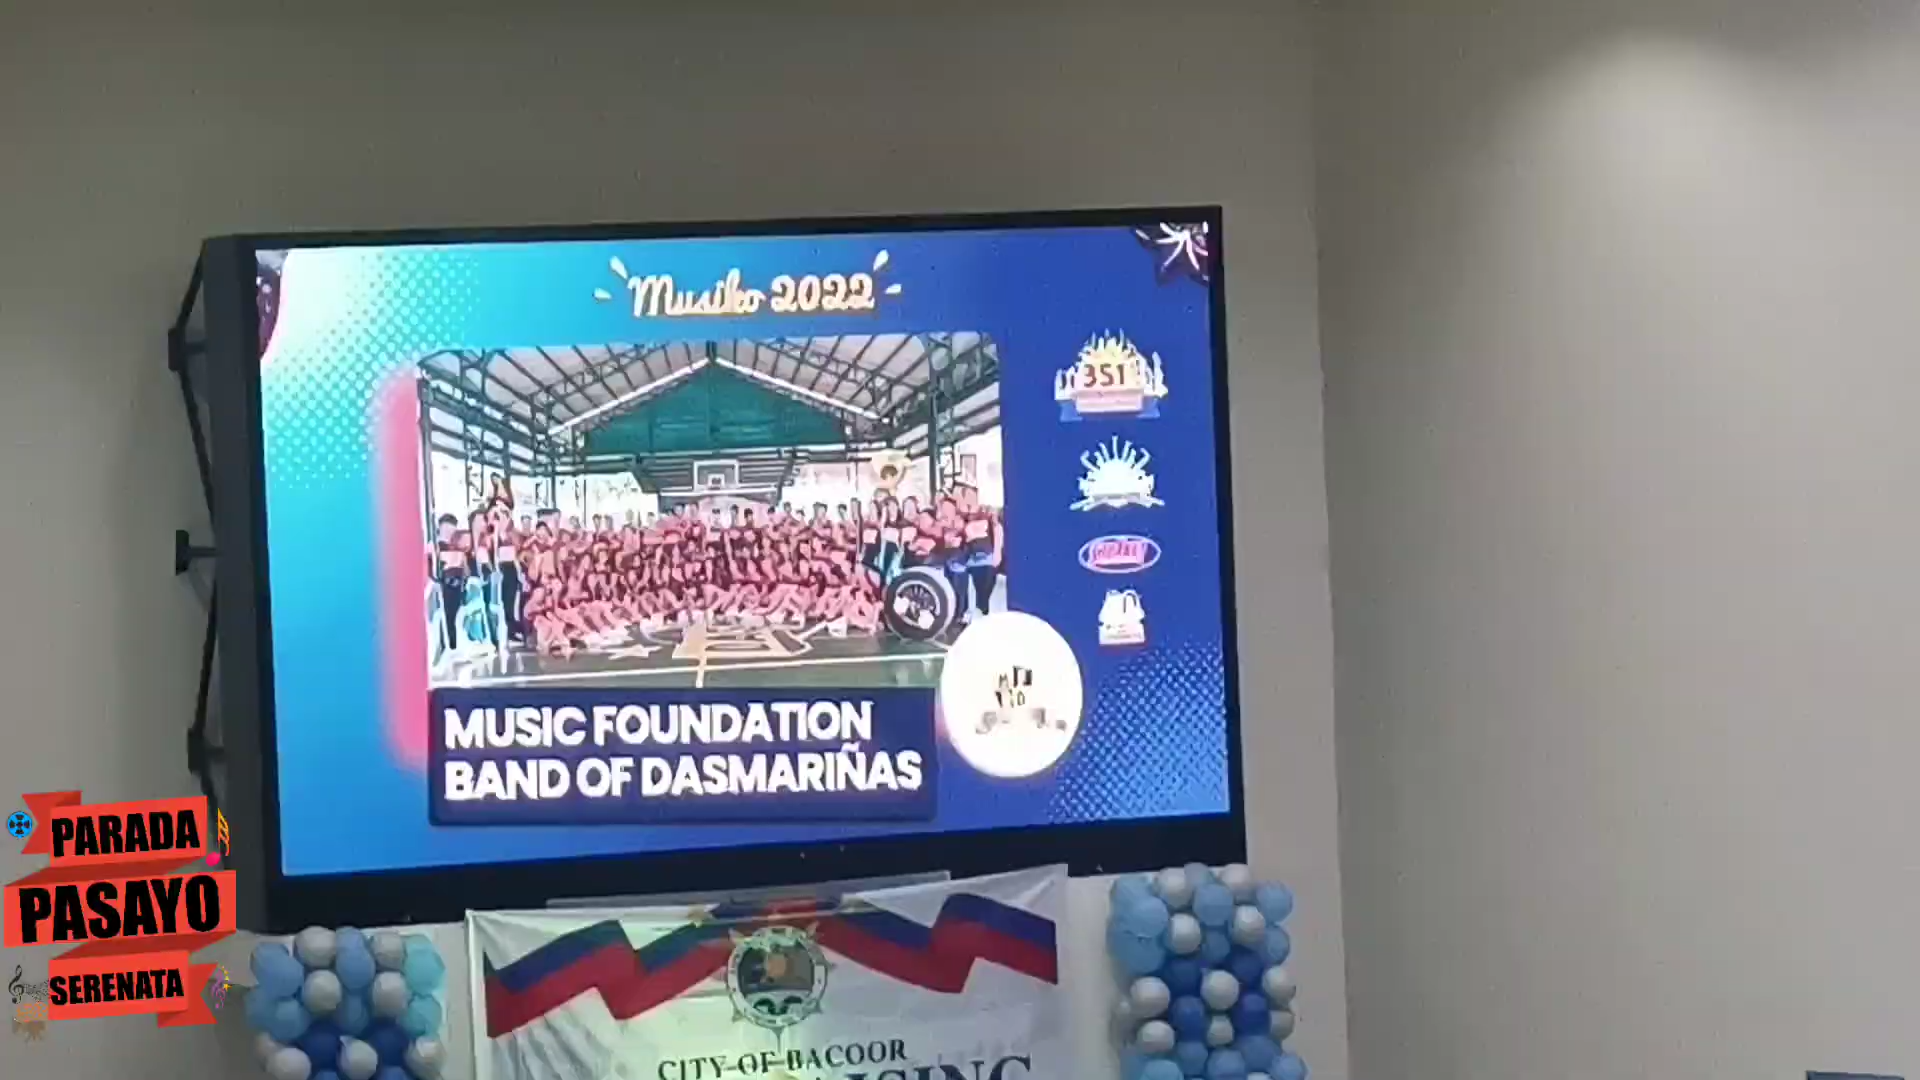 Musiko 2022
351
MUSIC FOUNDATION
BAND OF DASMARIÑAS
PARADA
PASAYO
SERENATA
CITY OF BACOOR